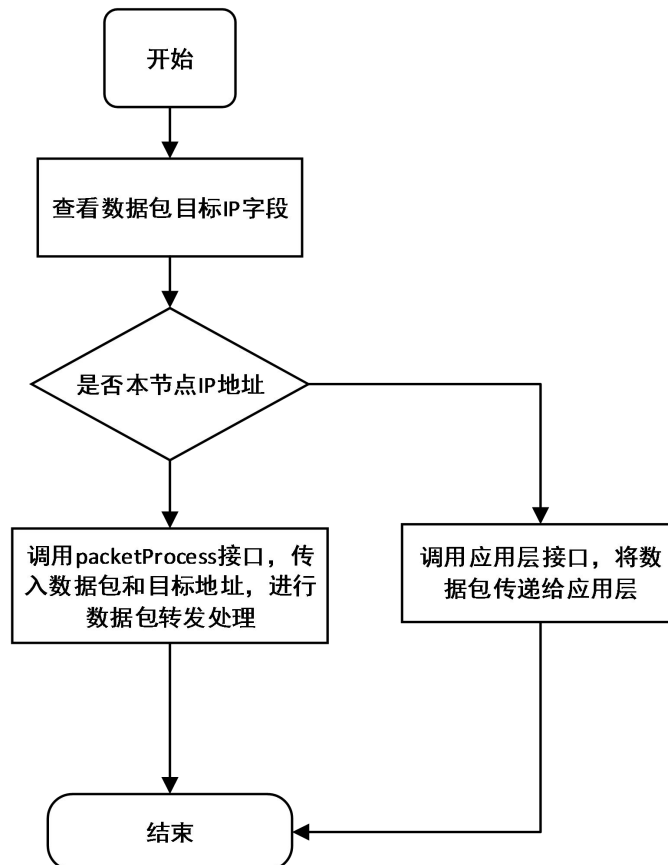 开始
查看数据包目标IP字段
是否本节点IP地址
调用packetProcess接口，传
入数据包和目标地址，进行
数据包转发处理
调用应用层接口，将数
据包传递给应用层
结束